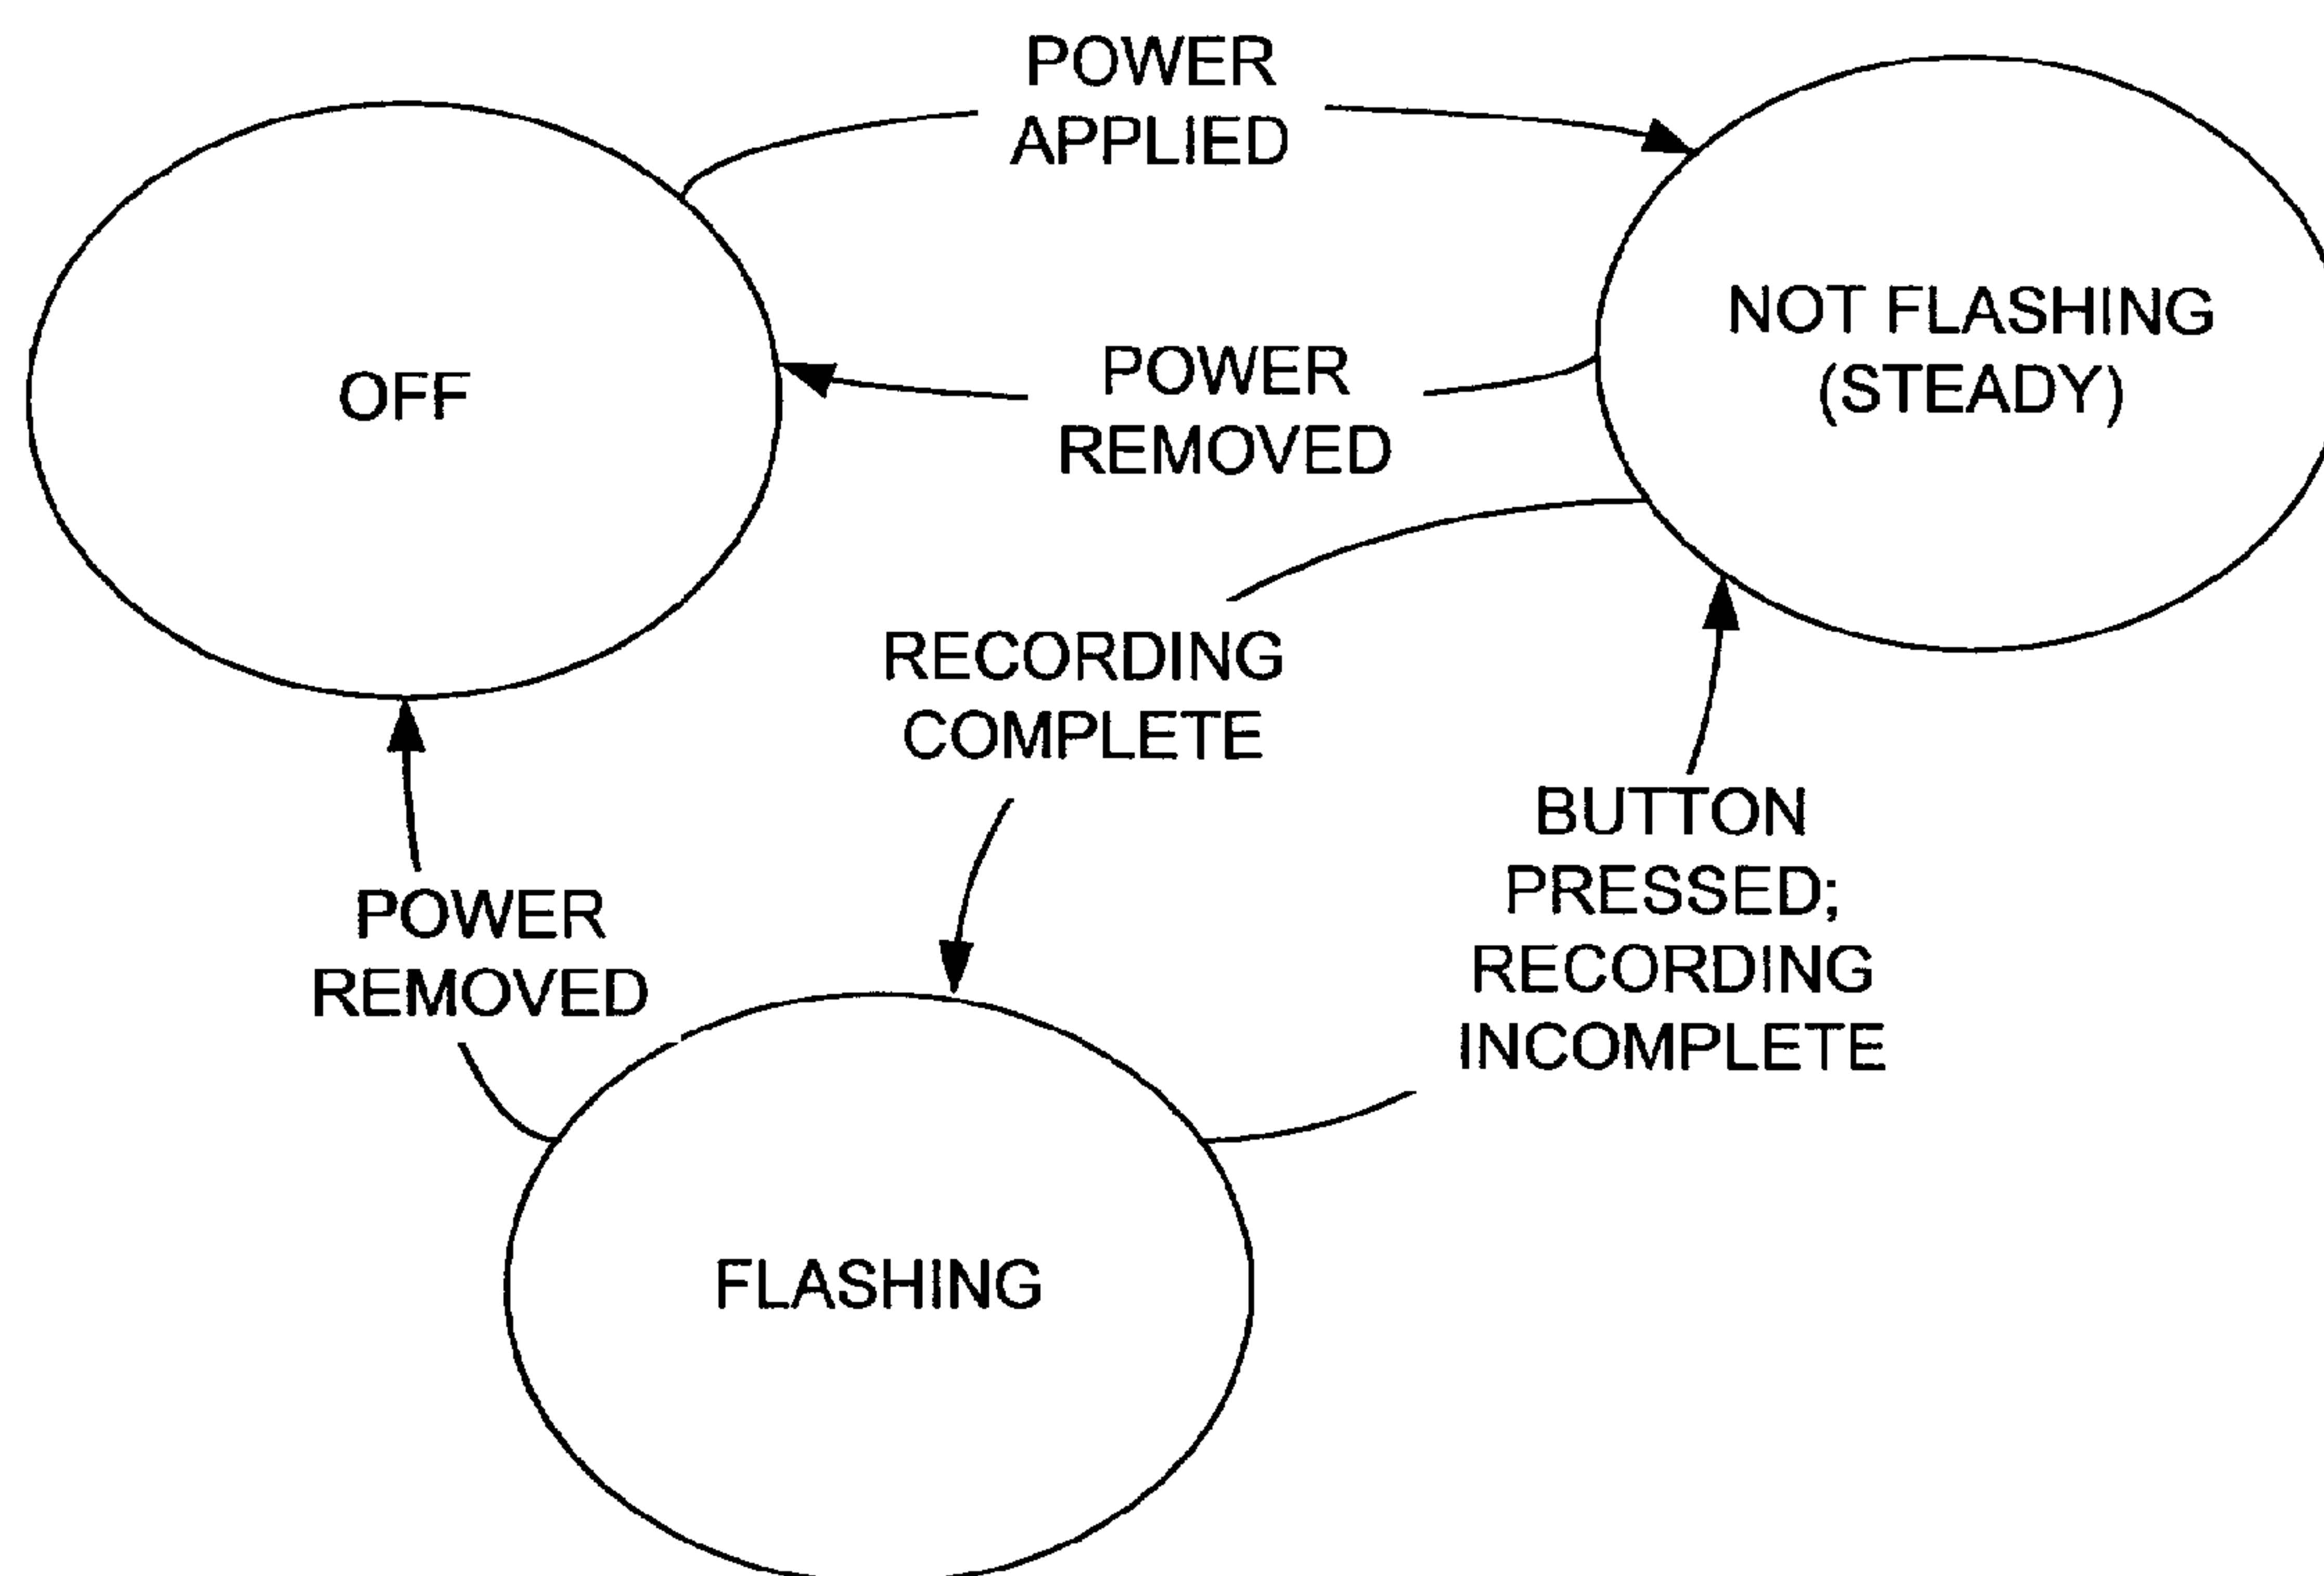 POWER
APPLIED
OFF
NOT FLASHING
(STEADY)
POWER
REMOVED
RECORDING
COMPLETE
BUTTON
PRESSED;
RECORDING
INCOMPLETE
POWER
REMOVED
FLASHING